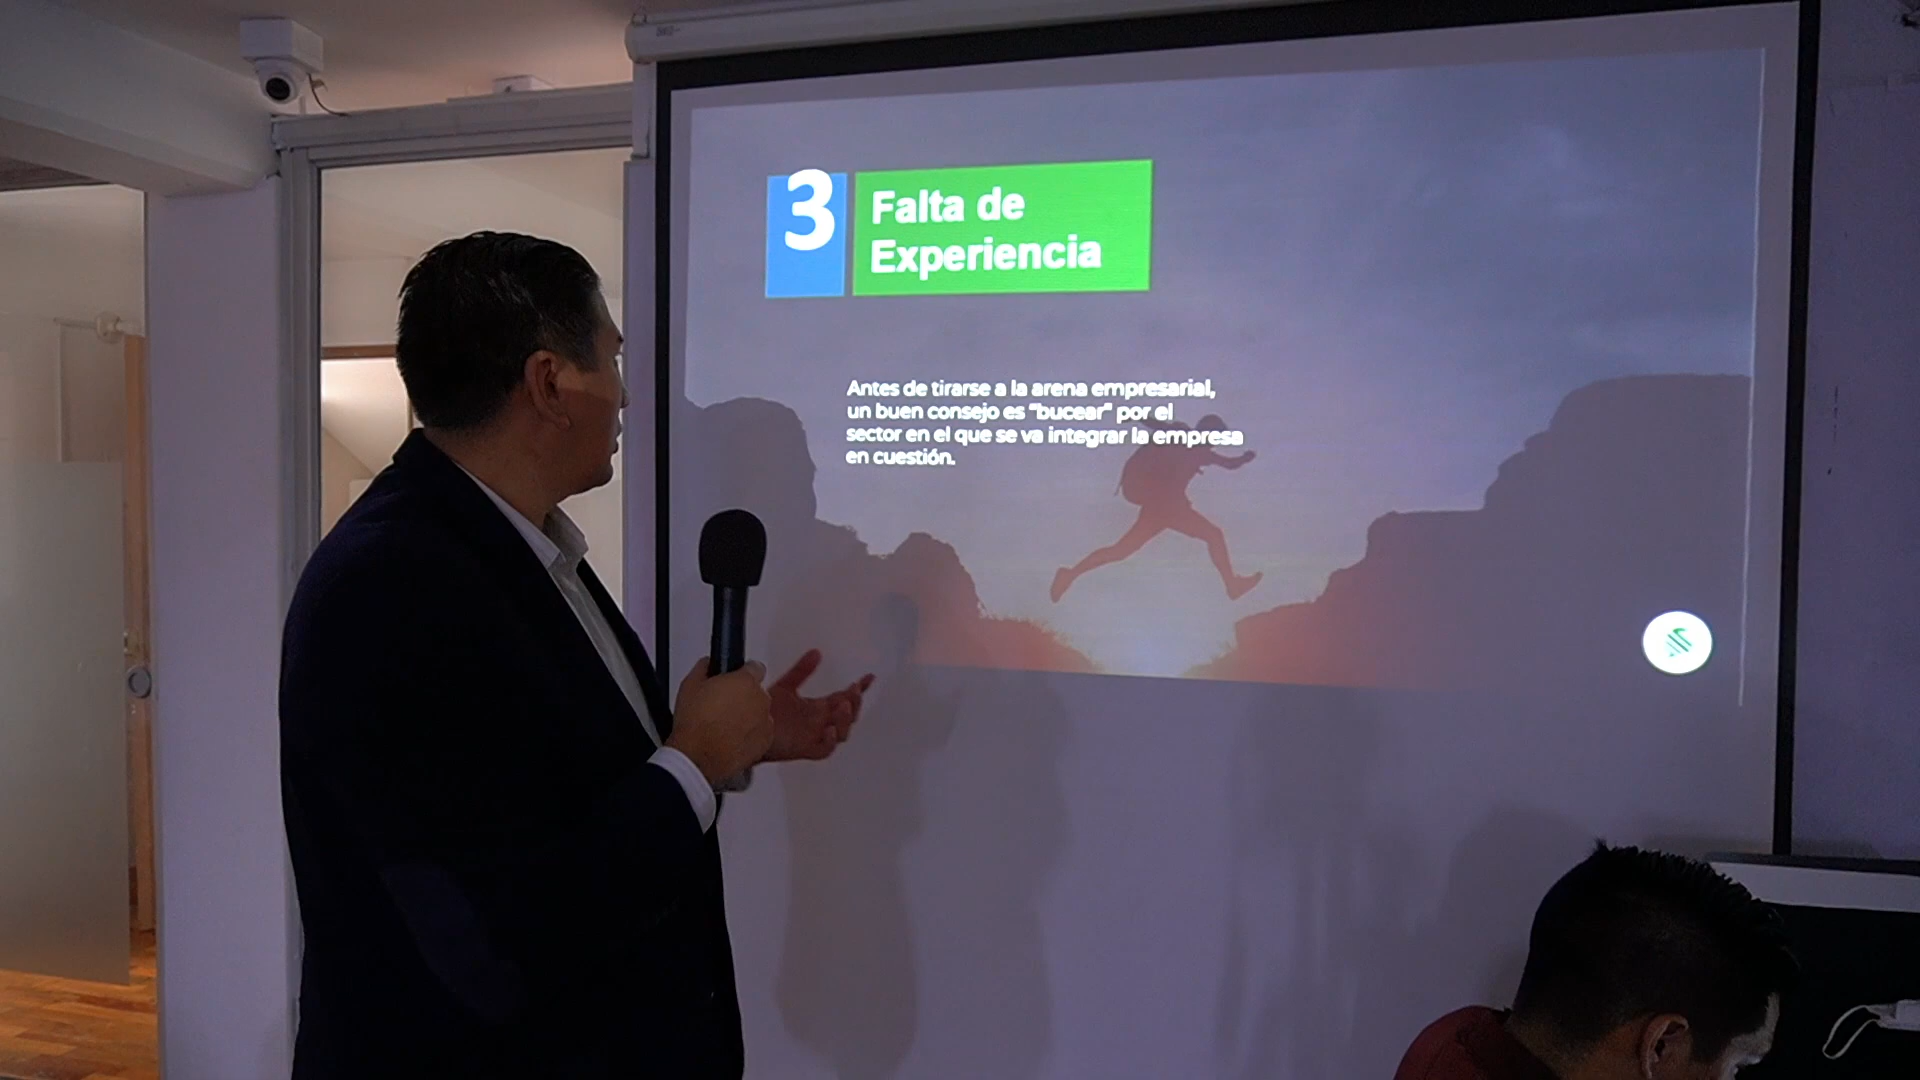 3
Falta de
Experiencia
Antes de tirarse a la arena empresarial,
un buen consejo es "bucear" por el
sector en el que se va integrar la empresa
en cuestión.